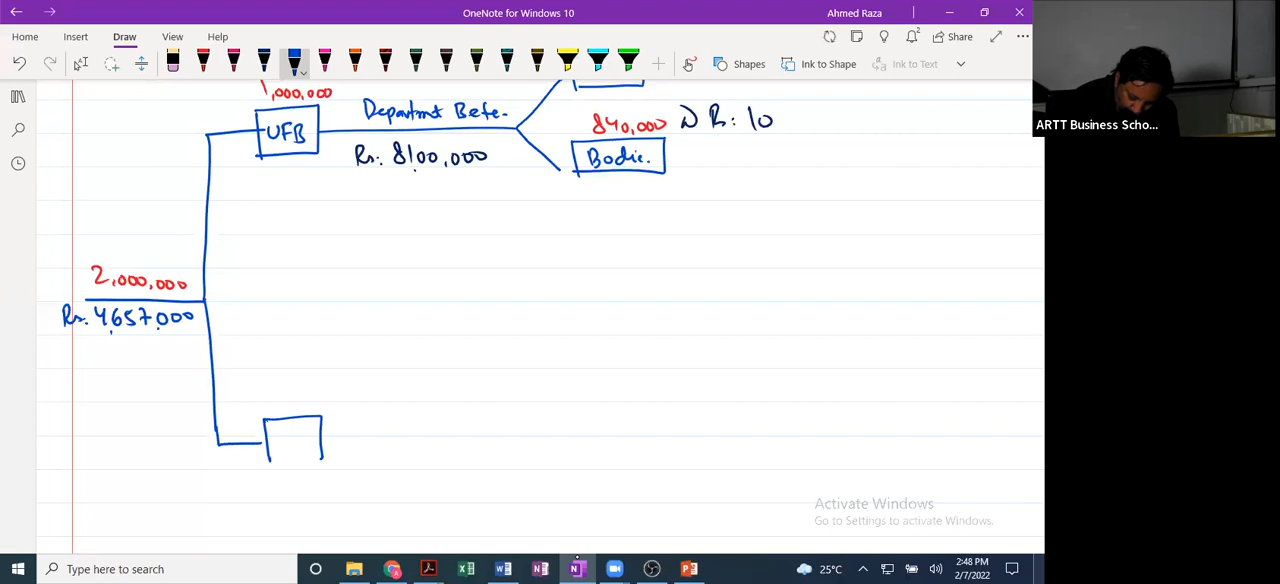 OneNote for Windows 10
Ahmed Raza
Home Insert Draw View Help
Share
Shapes
Ink to Shape
Ink to Text
ARTT Business Scho...
1,000,000
UFB
Rs: 8100,000
840,000
R: 10
Bodic.
2,000,000
Rs. 4657,000
Activate Windows
Go to Settings to activate Windows.
Type here to search
25°C
2:48 PM
2/7/2022